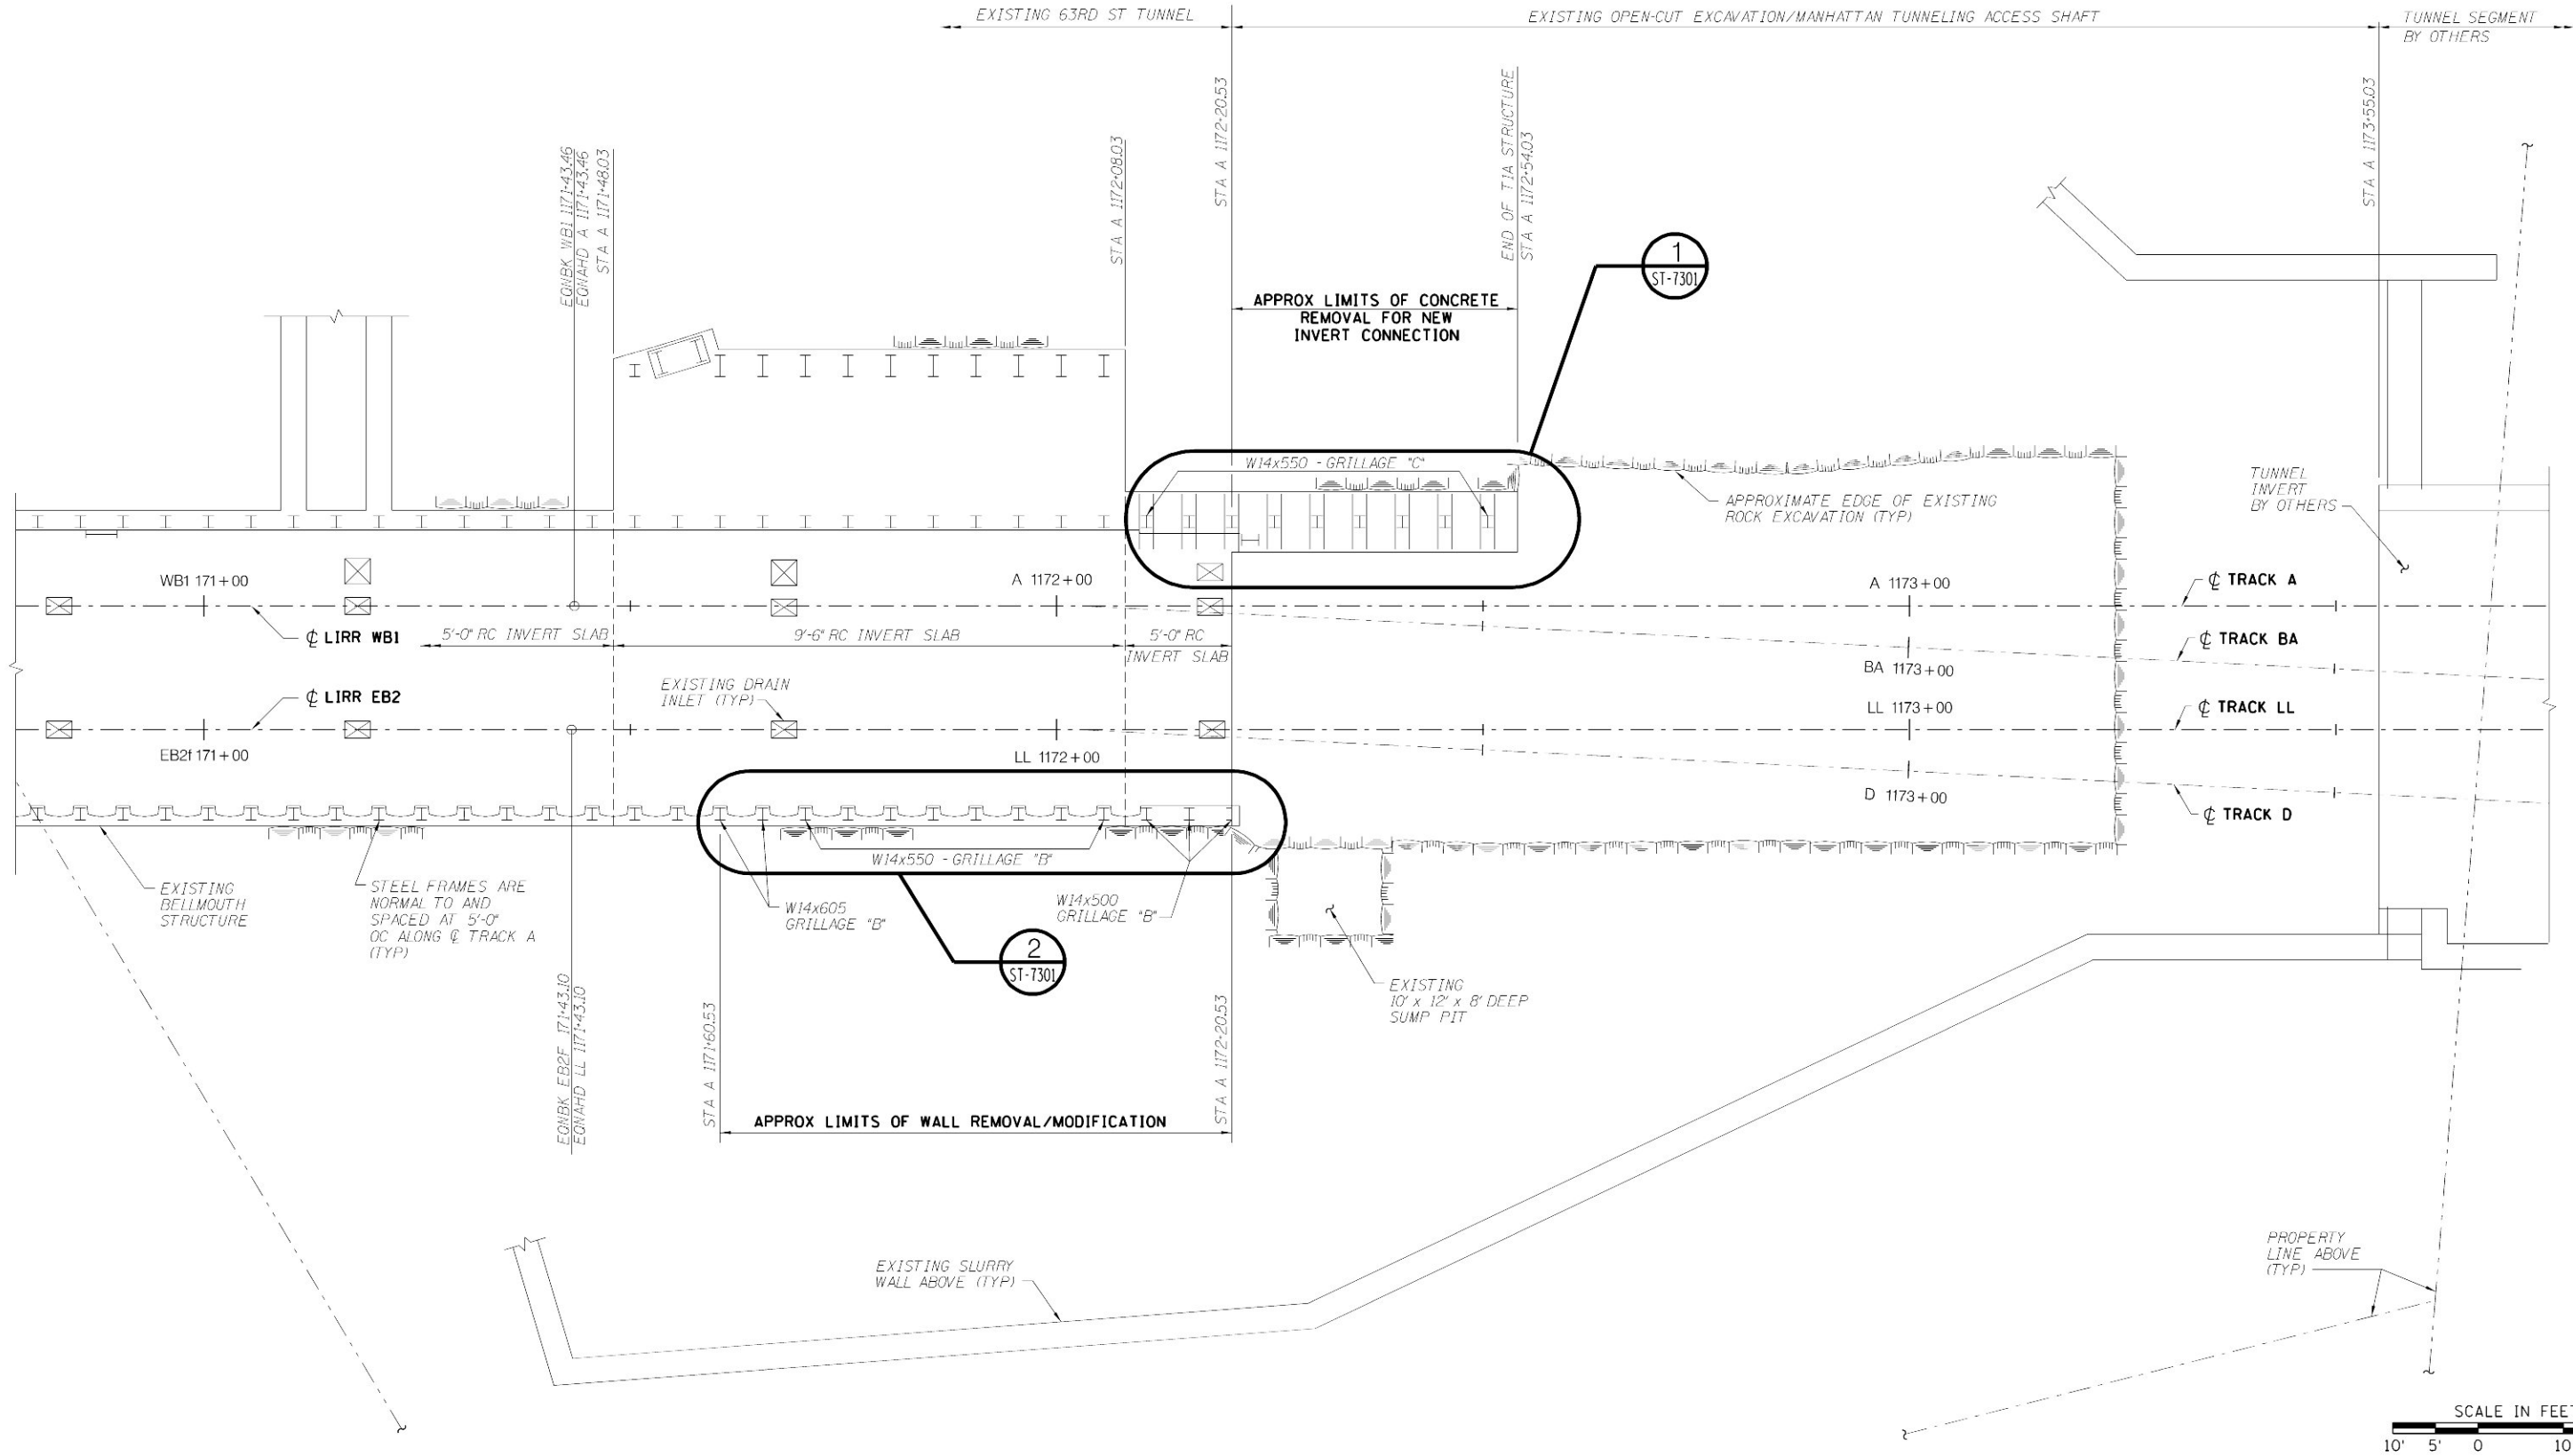 EXISTING 63RD ST TUNNEL
EXISTING OPEN-CUT EXCAVATION/MANHATTAN TUNNELING ACCESS SHAFT
TUNNEL SEGMENT
BY OTHERS
EQNBK WB1 171+43.46
EQNAHD A 1171+43.46
STA A 1171+48.03
STA A 1172+08.03
STA A 1172+20.53
END OF T1A STRUCTURE
STA A 1172+54.03
STA A 1173+55.03
1
ST-7301
APPROX LIMITS OF CONCRETE
REMOVAL FOR NEW
INVERT CONNECTION
W14x550 - GRILLAGE "C"
APPROXIMATE EDGE OF EXISTING
ROCK EXCAVATION (TYP)
TUNNEL
INVERT
BY OTHERS
WB1 171+00
A 1172+00
A 1173+00
℄ TRACK A
℄ LIRR WB1
5'-0" RC INVERT SLAB
9'-6" RC INVERT SLAB
5'-0" RC
INVERT SLAB
℄ TRACK BA
BA 1173+00
EXISTING DRAIN
INLET (TYP)
℄ LIRR EB2
LL 1173+00
℄ TRACK LL
EB2f 171+00
LL 1172+00
D 1173+00
℄ TRACK D
W14x550 - GRILLAGE "B"
EXISTING
BELLMOUTH
STRUCTURE
STEEL FRAMES ARE
NORMAL TO AND
SPACED AT 5'-0"
OC ALONG ℄ TRACK A
(TYP)
W14x605
GRILLAGE "B"
W14x500
GRILLAGE "B"
2
ST-7301
EXISTING
10' x 12' x 8' DEEP
SUMP PIT
EQNBK EB2F 171+43.10
EQNAHD LL 1171+43.10
STA A 1171+60.53
STA A 1172+20.53
APPROX LIMITS OF WALL REMOVAL/MODIFICATION
EXISTING SLURRY
WALL ABOVE (TYP)
PROPERTY
LINE ABOVE
(TYP)
SCALE IN FEE
10' 5' 0 10